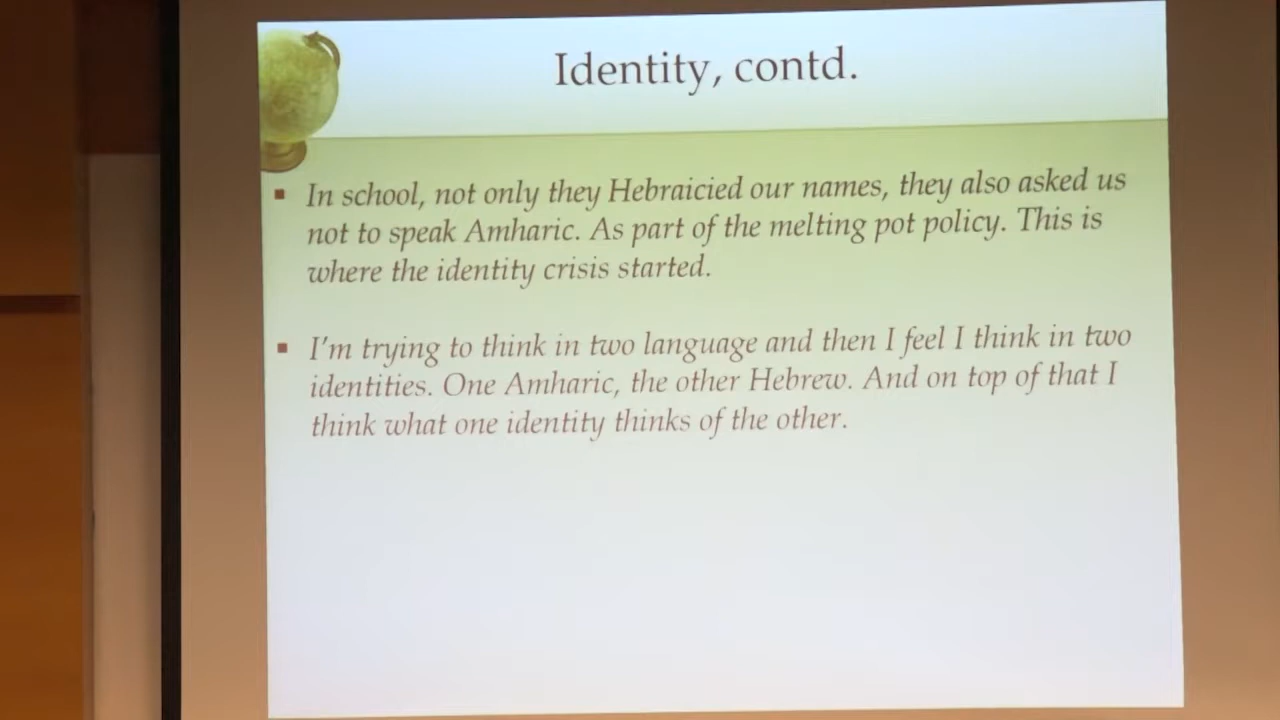 Identity, contd.
▪ In school, not only they Hebraicied our names, they also asked us
not to speak Amharic. As part of the melting pot policy. This is
where the identity crisis started.
▪ I'm trying to think in two language and then I feel I think in two
identities. One Amharic, the other Hebrew. And on top of that I
think what one identity thinks of the other.